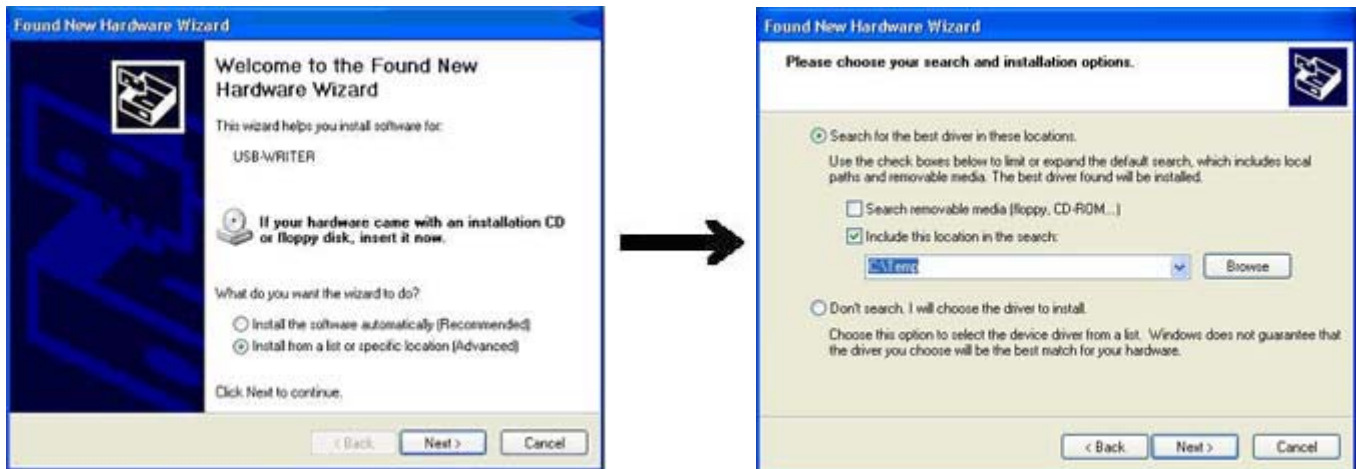 Found New Hardware Wizard
Welcome to the Found New
Hardware Wizard
This wizard helps you install software for:
USB-WRITER
If your hardware came with an installation CD
or floppy disk, insert it now.
What do you want the wizard to do?
Install the software automatically (Recommended)
Install from a list or specific location (Advanced)
Click Next to continue.
< Back
Next >
Cancel
Found New Hardware Wizard
Please choose your search and installation options.
Search for the best driver in these locations.
Use the check boxes below to limit or expand the default search, which includes local
paths and removable media. The best driver found will be installed.
Search removable media (floppy, CD-ROM...)
Include this location in the search:
C:\Temp
Browse
Don't search. I will choose the driver to install.
Choose this option to select the device driver from a list. Windows does not guarantee that
the driver you choose will be the best match for your hardware.
< Back
Next >
Cancel